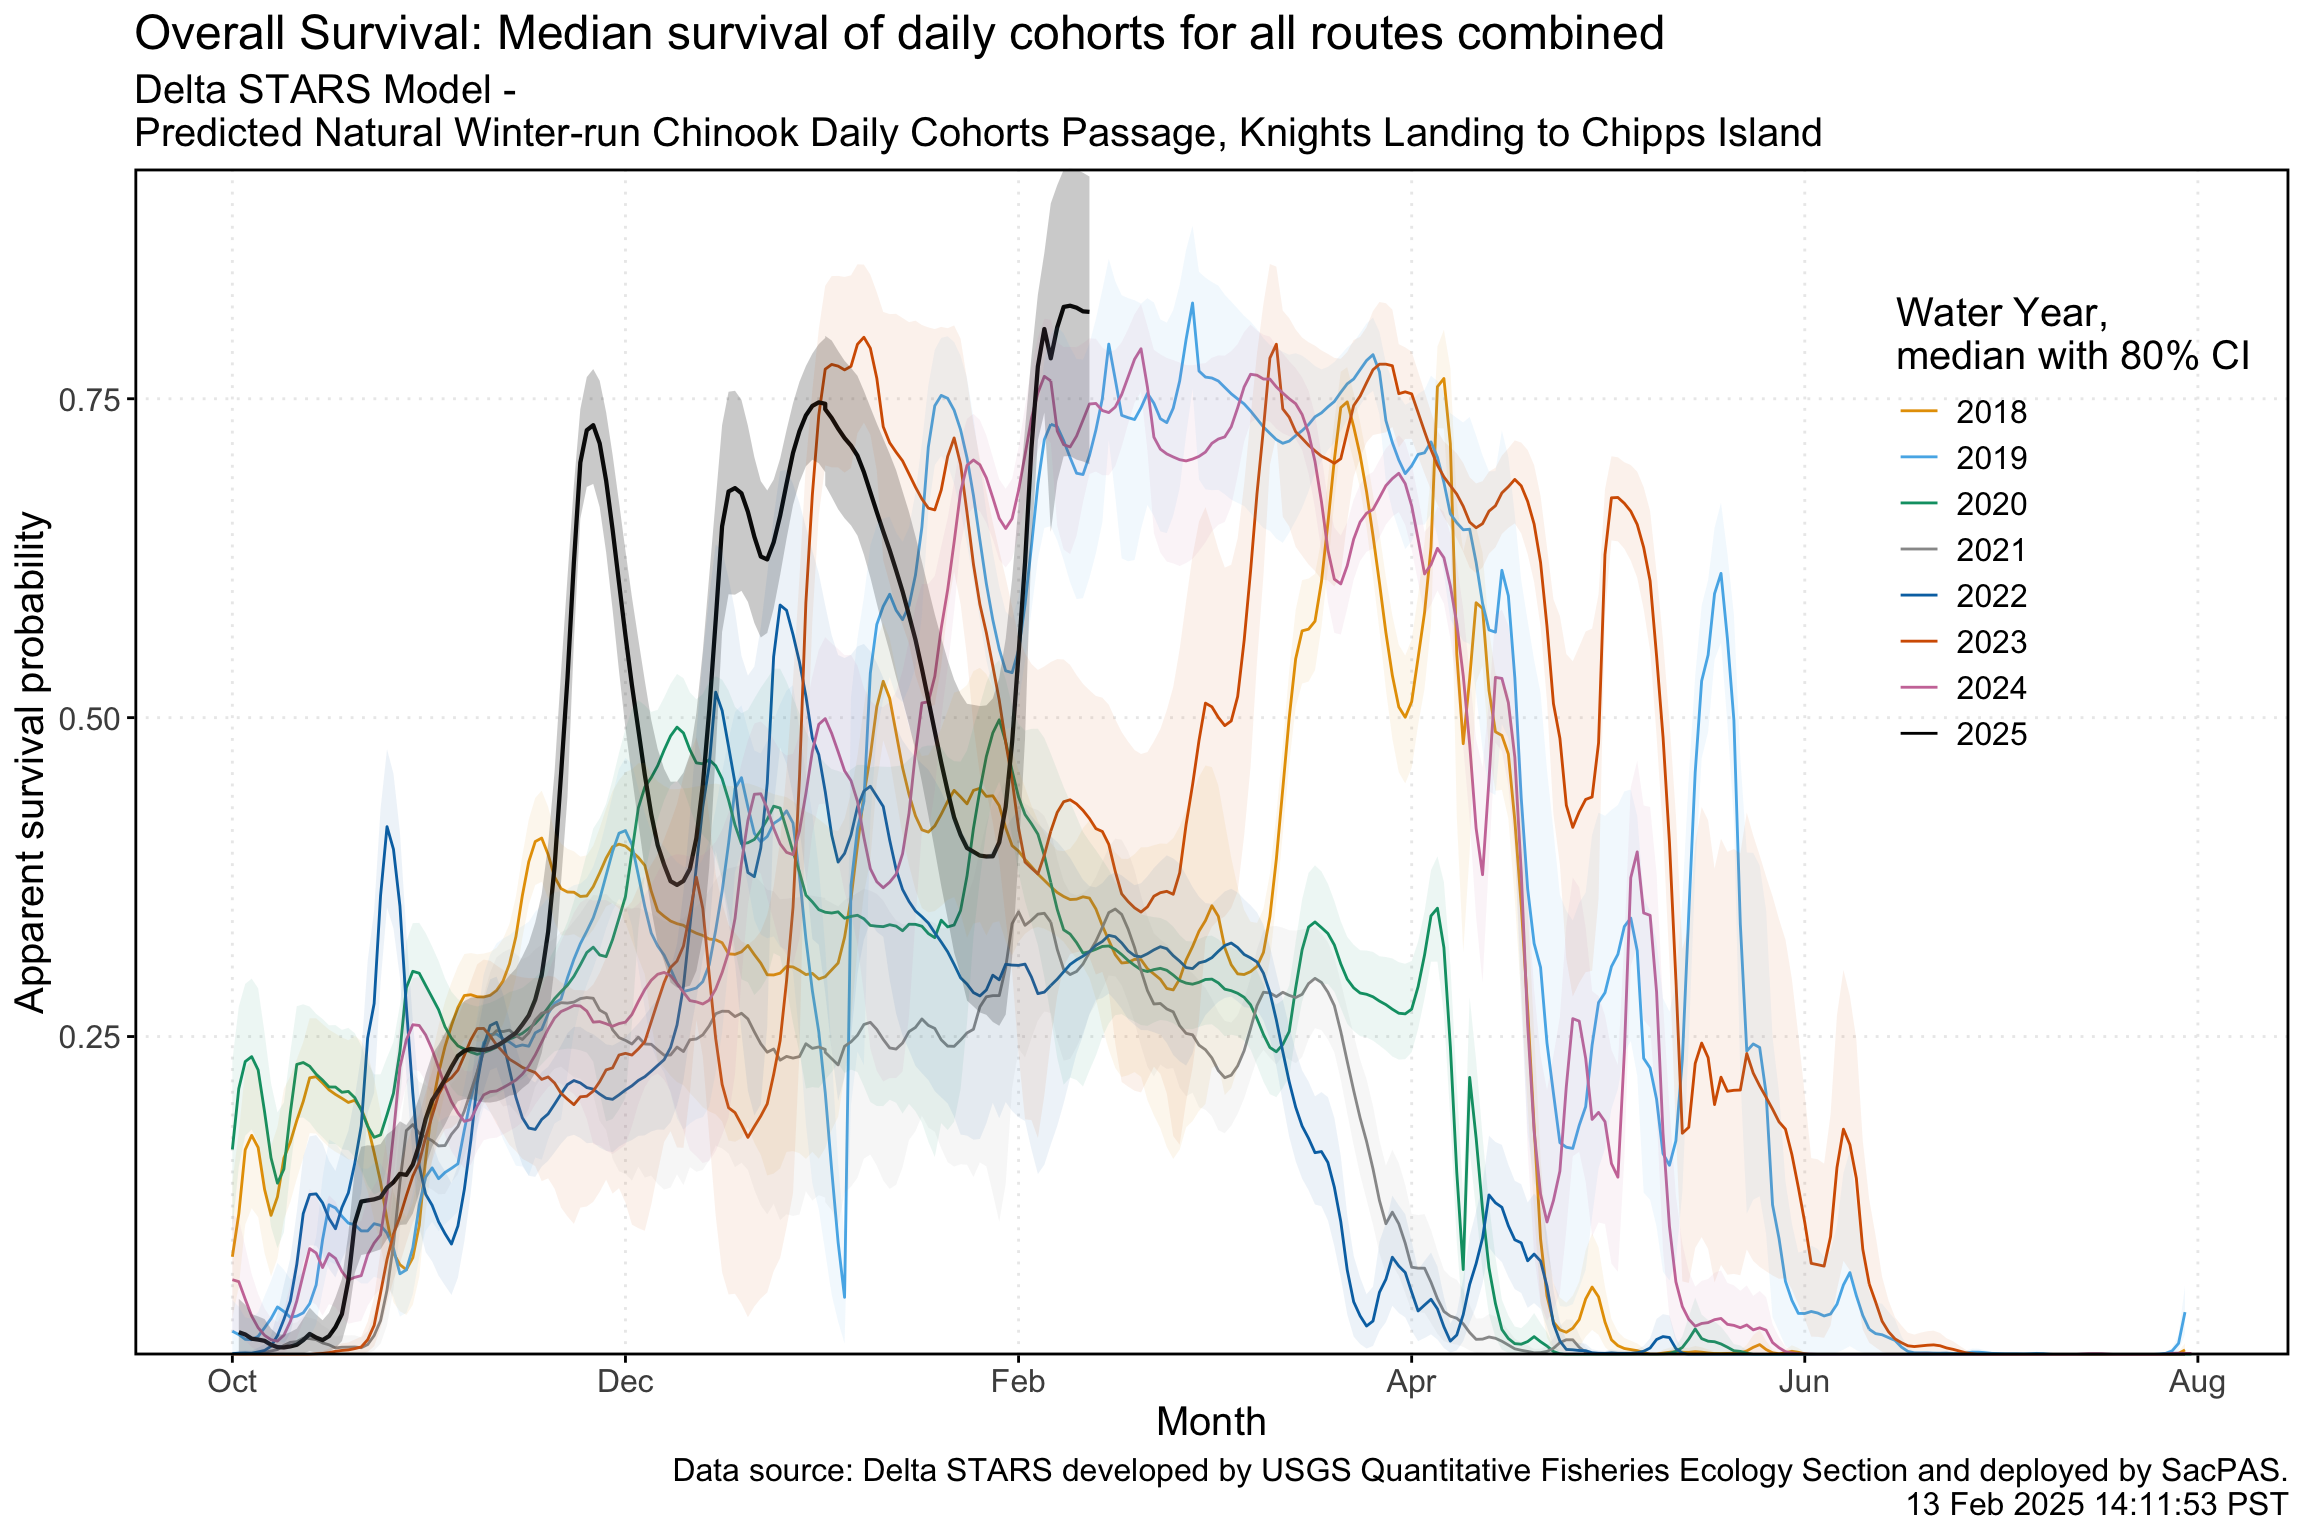 Overall Survival: Median survival of daily cohorts for all routes combined
Delta STARS Model -
Predicted Natural Winter-run Chinook Daily Cohorts Passage, Knights Landing to Chipps Island
Apparent survival probability
0.75
0.50
0.25
Water Year,
median with 80% CI
2018
2019
2020
2021
2022
2023
2024
2025
Oct Dec Feb Apr Jun Aug
Month
Data source: Delta STARS developed by USGS Quantitative Fisheries Ecology Section and deployed by SacPAS.
13 Feb 2025 14:11:53 PST